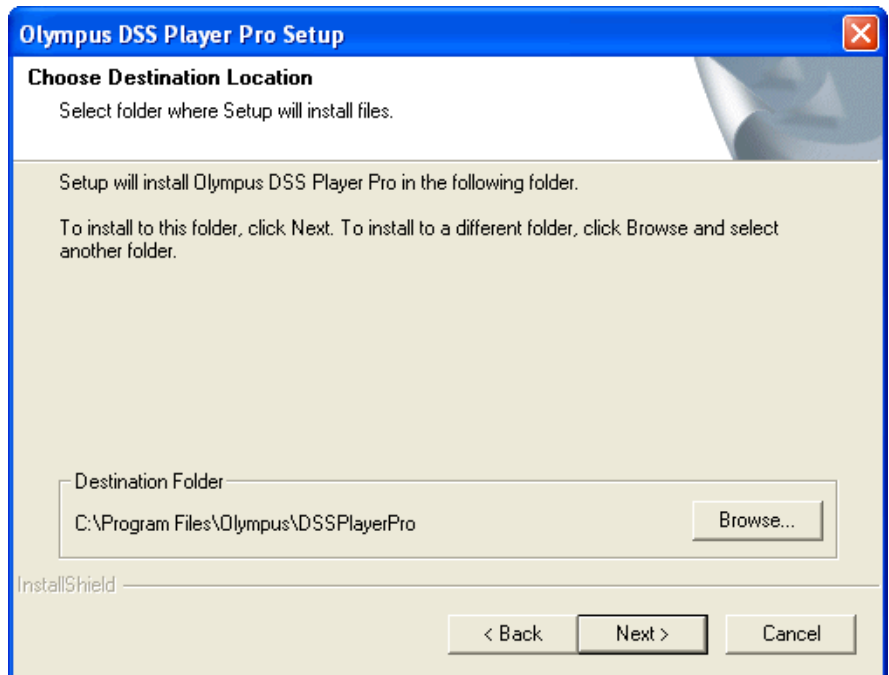 Olympus DSS Player Pro Setup
Choose Destination Location
Select folder where Setup will install files.
Setup will install Olympus DSS Player Pro in the following folder.
To install to this folder, click Next. To install to a different folder, click Browse and select
another folder.
Destination Folder
C:\Program Files\Olympus\DSSPlayerPro
Browse...
InstallShield
< Back
Next >
Cancel